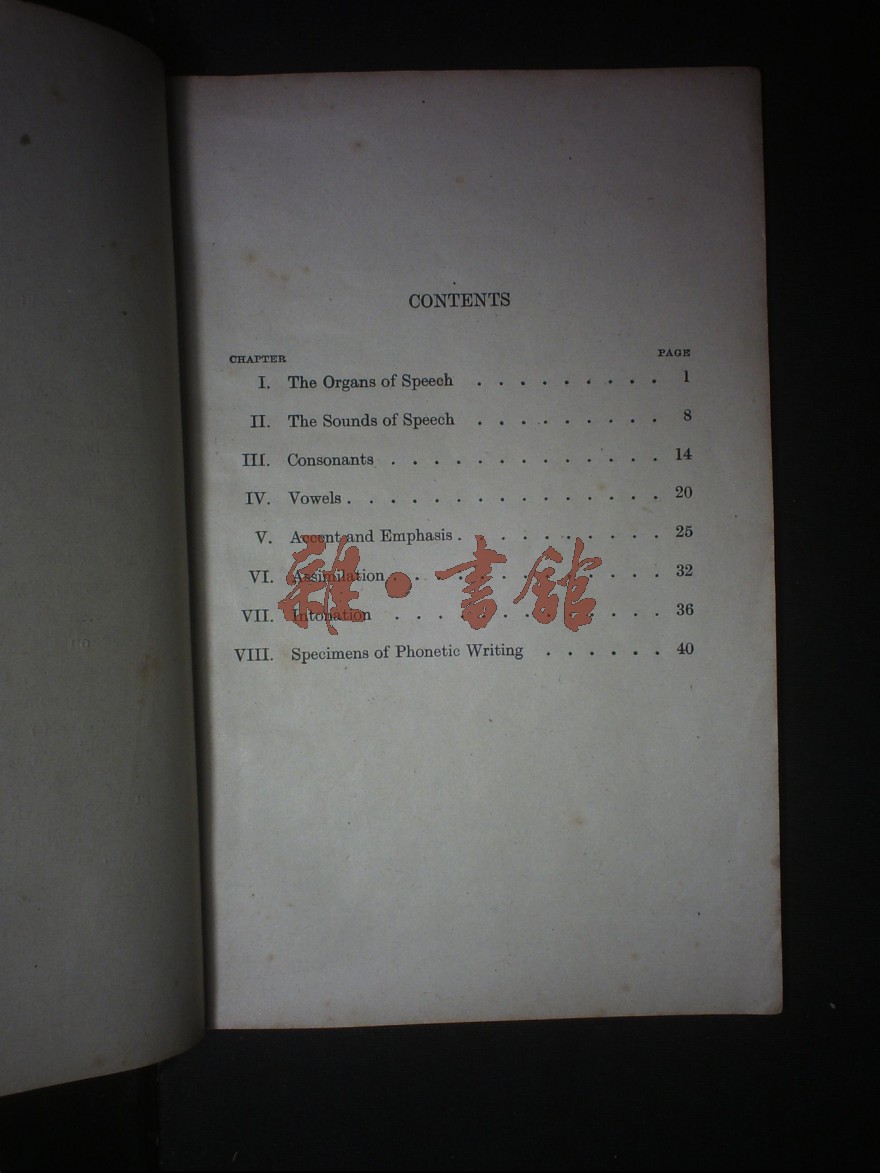 CONTENTS
CHAPTER PAGE
I. The Organs of Speech . . . . . . . . . 1
II. The Sounds of Speech . . . . . . . . . 8
III. Consonants . . . . . . . . . . . . . 14
IV. Vowels . . . . . . . . . . . . . . . 20
V. Accent and Emphasis . . . . . . . . . . 25
VI. Assimilation . . . . . . . . . . . . . 32
VII. Intonation . . . . . . . . . . . . . 36
VIII. Specimens of Phonetic Writing . . . . . . 40
雜·書館